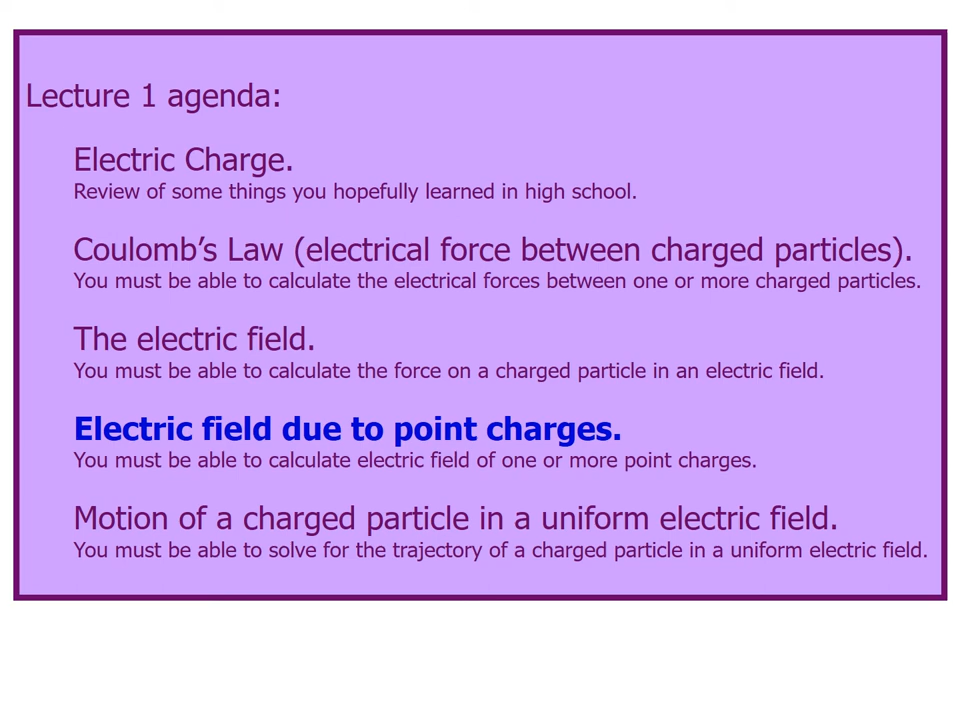 Lecture 1 agenda:
Electric Charge.
Review of some things you hopefully learned in high school.
Coulomb’s Law (electrical force between charged particles).
You must be able to calculate the electrical forces between one or more charged particles.
The electric field.
You must be able to calculate the force on a charged particle in an electric field.
Electric field due to point charges.
You must be able to calculate electric field of one or more point charges.
Motion of a charged particle in a uniform electric field.
You must be able to solve for the trajectory of a charged particle in a uniform electric field.